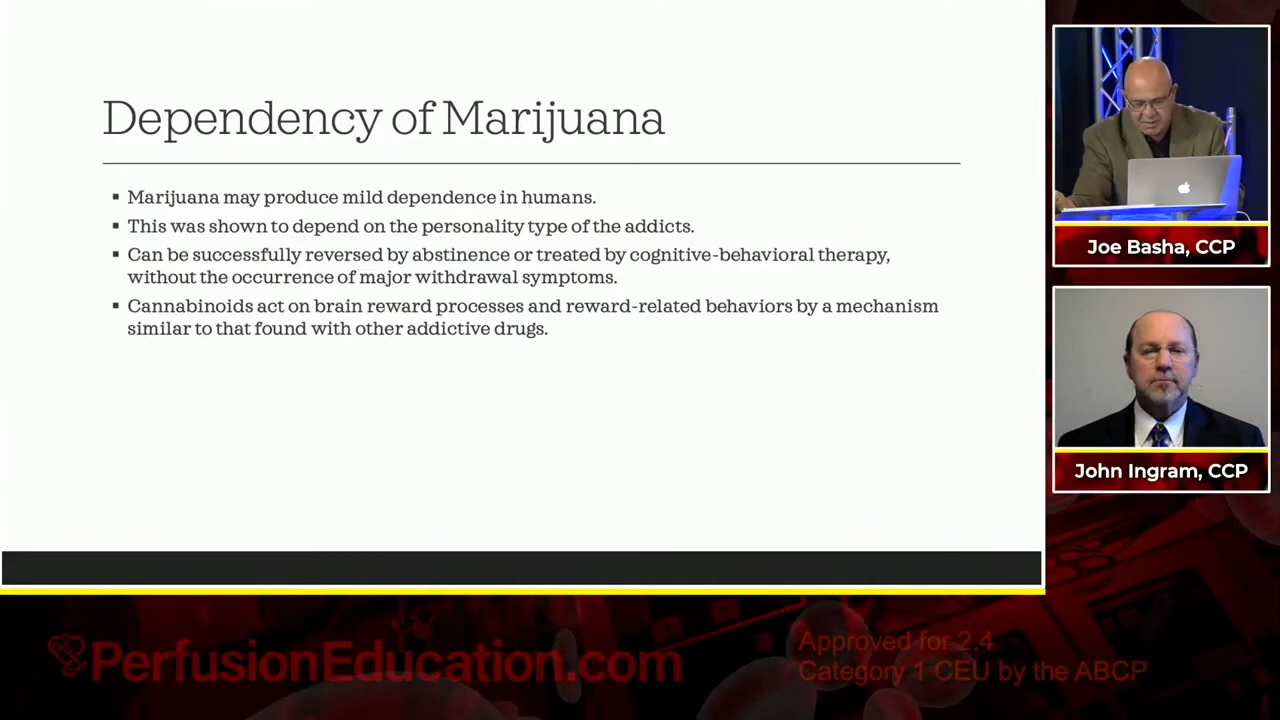 Dependency of Marijuana
▪ Marijuana may produce mild dependence in humans.
▪ This was shown to depend on the personality type of the addicts.
▪ Can be successfully reversed by abstinence or treated by cognitive-behavioral therapy,
without the occurrence of major withdrawal symptoms.
▪ Cannabinoids act on brain reward processes and reward-related behaviors by a mechanism
similar to that found with other addictive drugs.
Joe Basha, CCP
John Ingram, CCP
PerfusionEducation.com
Approved for 2.4
Category 1 CEU by the ABCP